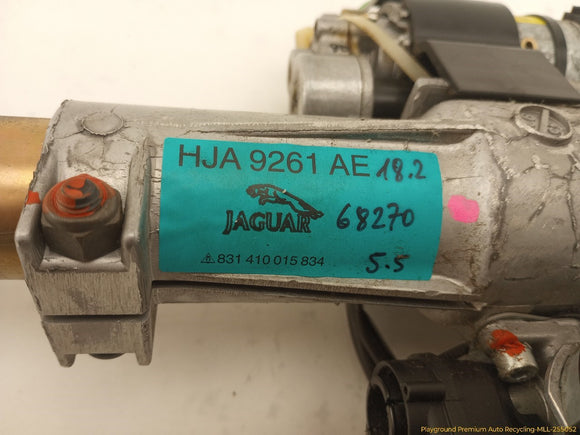 HJA 9261 AE 18.2
JAGUAR 68270
831 410 015 834 5.5
Playground Premium Auto Recycling-MLL-255052